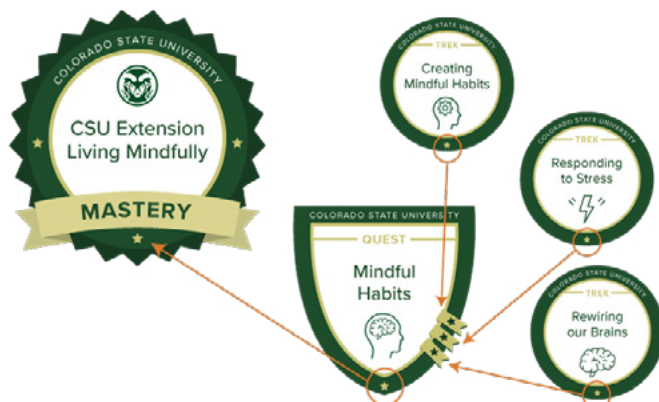 COLORADO STATE UNIVERSITY
CSU Extension
Living Mindfully
MASTERY
COLORADO STATE UNIVERSITY
TREK
Creating
Mindful Habits
COLORADO STATE UNIVERSITY
QUEST
Mindful
Habits
COLORADO STATE UNIVERSITY
TREK
Responding
to Stress
COLORADO STATE UNIVERSITY
TREK
Rewiring
our Brains